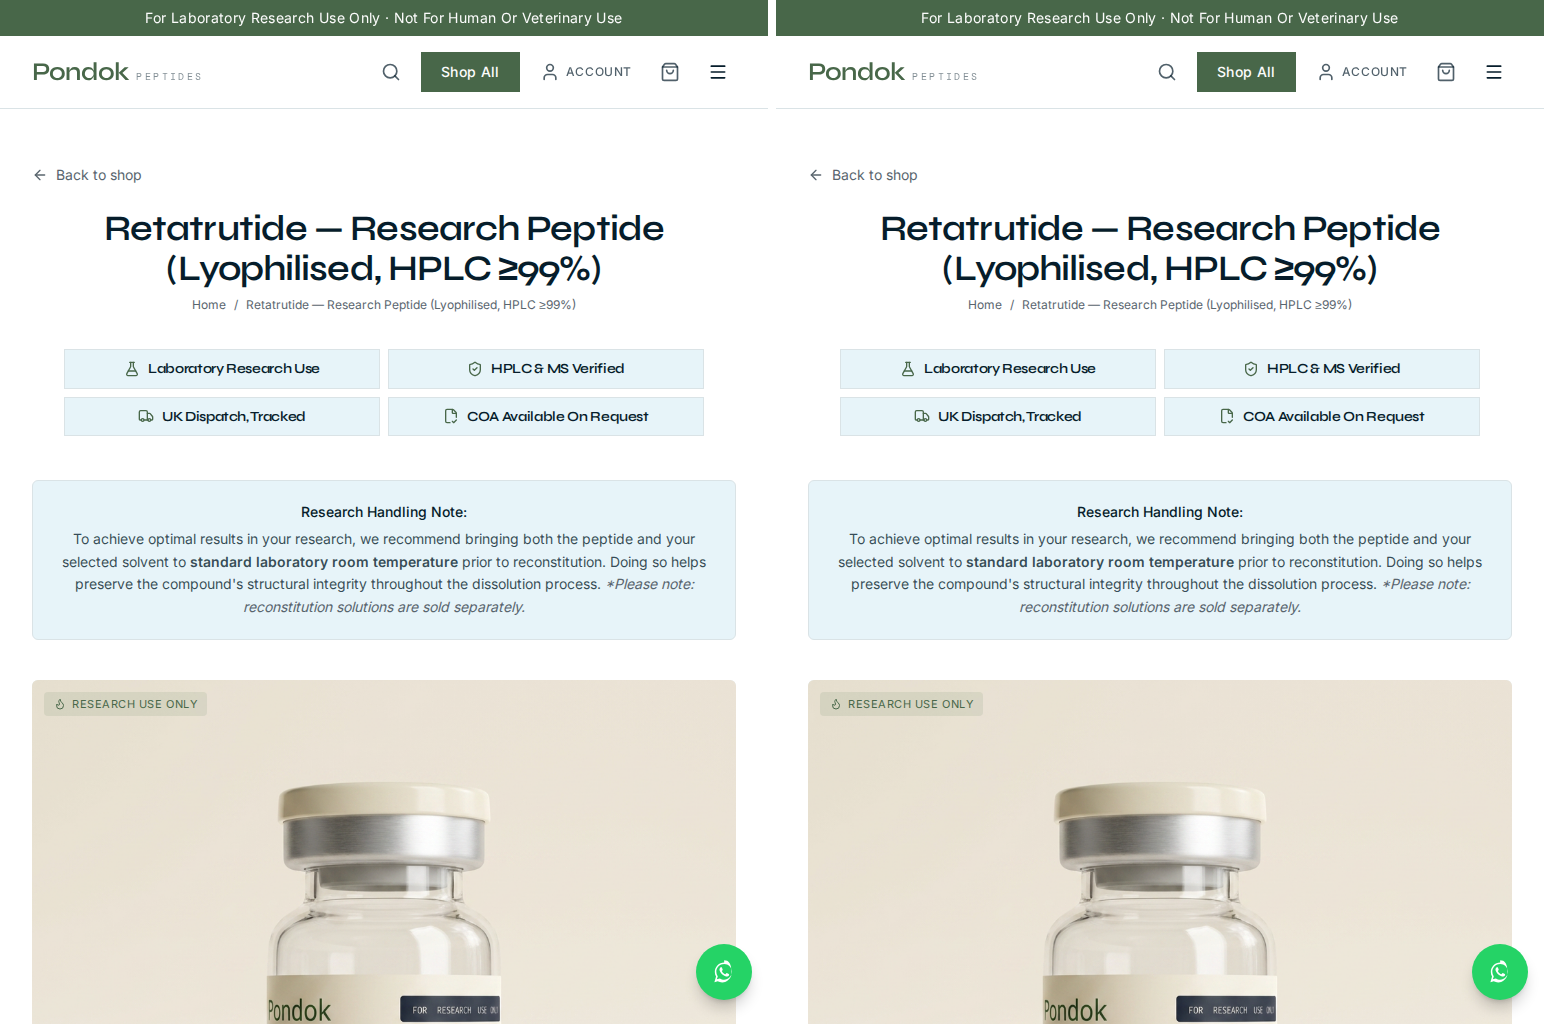 For Laboratory Research Use Only · Not For Human Or Veterinary Use
Pondok PEPTIDES
Shop All
ACCOUNT
Back to shop
Retatrutide — Research Peptide
(Lyophilised, HPLC ≥99%)
Home / Retatrutide — Research Peptide (Lyophilised, HPLC ≥99%)
Laboratory Research Use
HPLC & MS Verified
UK Dispatch, Tracked
COA Available On Request
Research Handling Note:
To achieve optimal results in your research, we recommend bringing both the peptide and your
selected solvent to standard laboratory room temperature prior to reconstitution. Doing so helps
preserve the compound's structural integrity throughout the dissolution process. *Please note:
reconstitution solutions are sold separately.
RESEARCH USE ONLY
Pondok
FOR RESEARCH USE ONLY
For Laboratory Research Use Only · Not For Human Or Veterinary Use
Pondok PEPTIDES
Shop All
ACCOUNT
Back to shop
Retatrutide — Research Peptide
(Lyophilised, HPLC ≥99%)
Home / Retatrutide — Research Peptide (Lyophilised, HPLC ≥99%)
Laboratory Research Use
HPLC & MS Verified
UK Dispatch, Tracked
COA Available On Request
Research Handling Note:
To achieve optimal results in your research, we recommend bringing both the peptide and your
selected solvent to standard laboratory room temperature prior to reconstitution. Doing so helps
preserve the compound's structural integrity throughout the dissolution process. *Please note:
reconstitution solutions are sold separately.
RESEARCH USE ONLY
Pondok
FOR RESEARCH USE ONLY